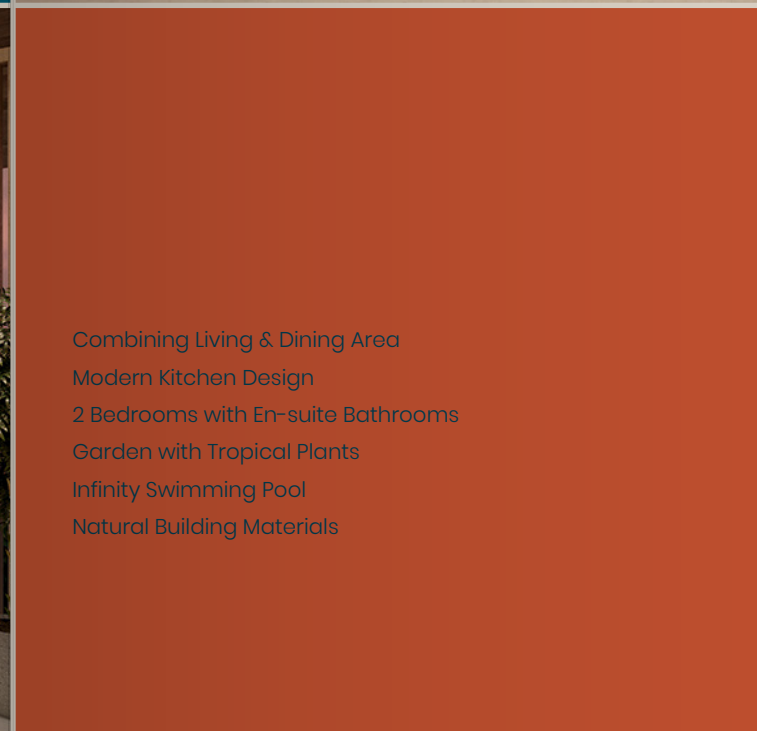 Combining Living & Dining Area
Modern Kitchen Design
2 Bedrooms with En-suite Bathrooms
Garden with Tropical Plants
Infinity Swimming Pool
Natural Building Materials